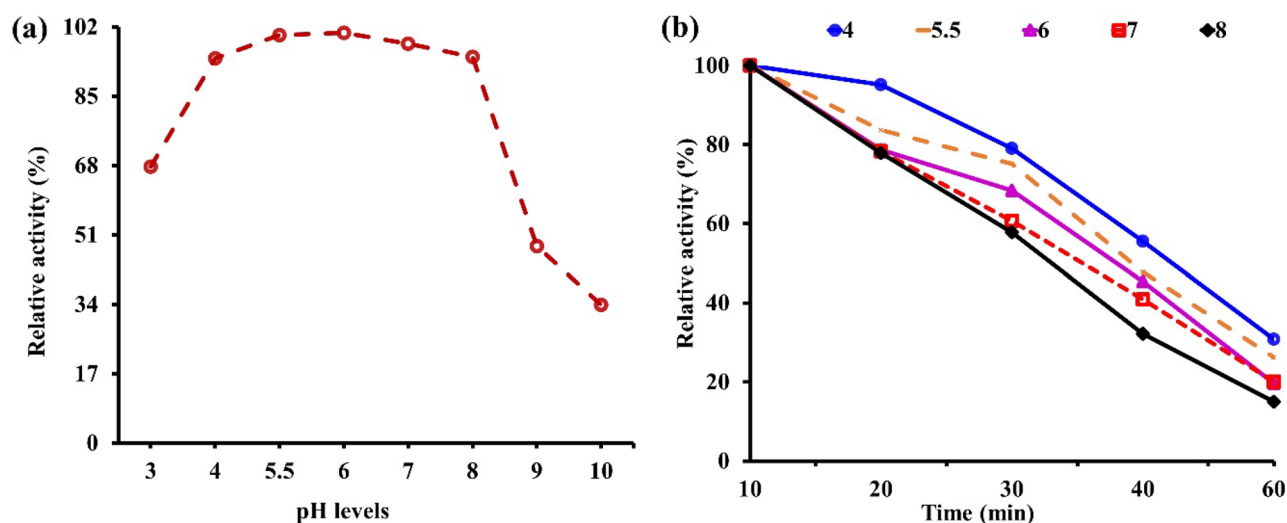 (a)
102
85
68
51
34
17
0
Relative activity (%)
3 4 5.5 6 7 8 9 10
pH levels
(b)
4 5.5 6 7 8
100
80
60
40
20
0
Relative activity (%)
10 20 30 40 60
Time (min)